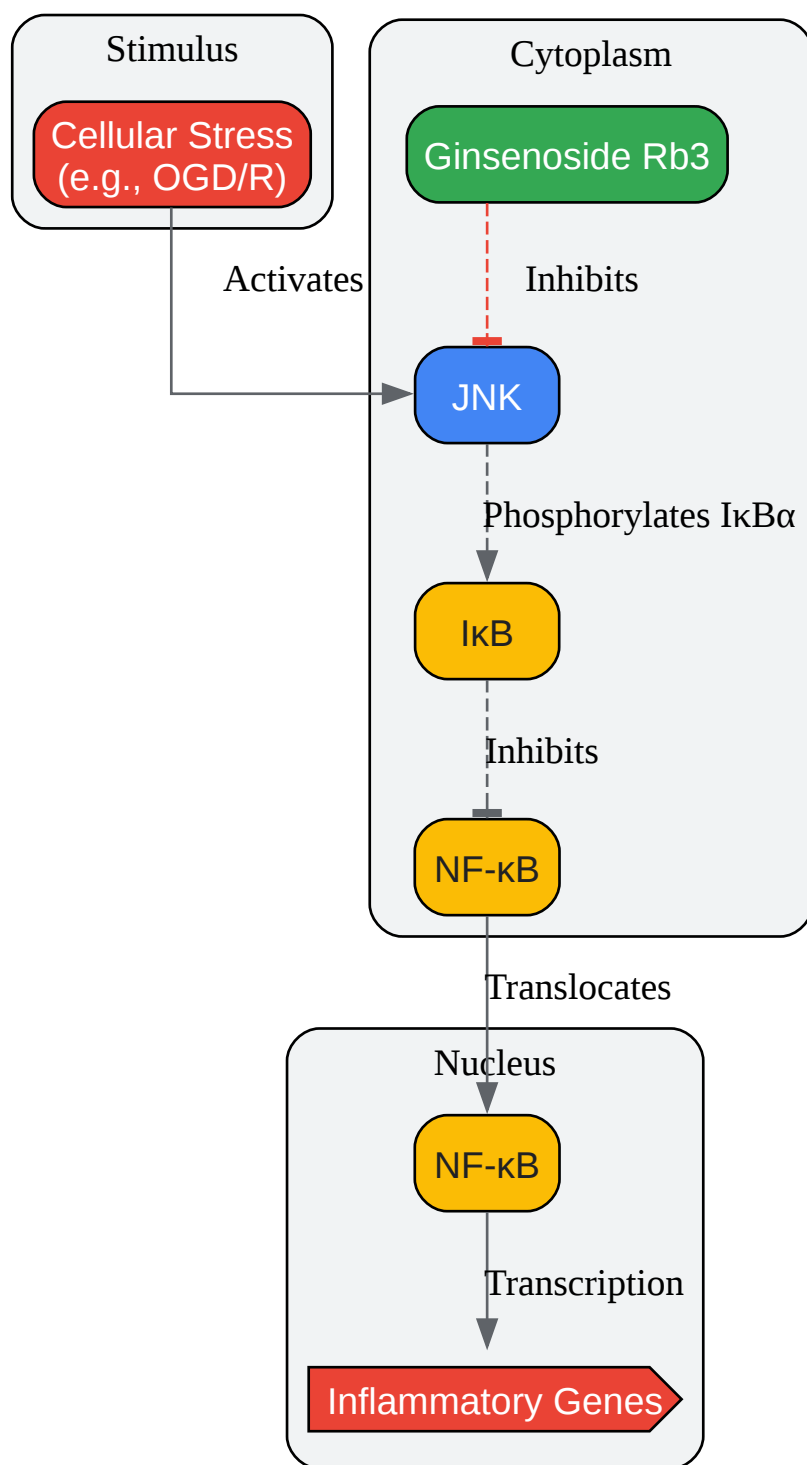 Stimulus
Cellular Stress
(e.g., OGD/R)
Cytoplasm
Ginsenoside Rb3
Activates
Inhibits
JNK
Phosphorylates IκBα
IκB
Inhibits
NF-κB
Translocates
Nucleus
NF-κB
Transcription
Inflammatory Genes